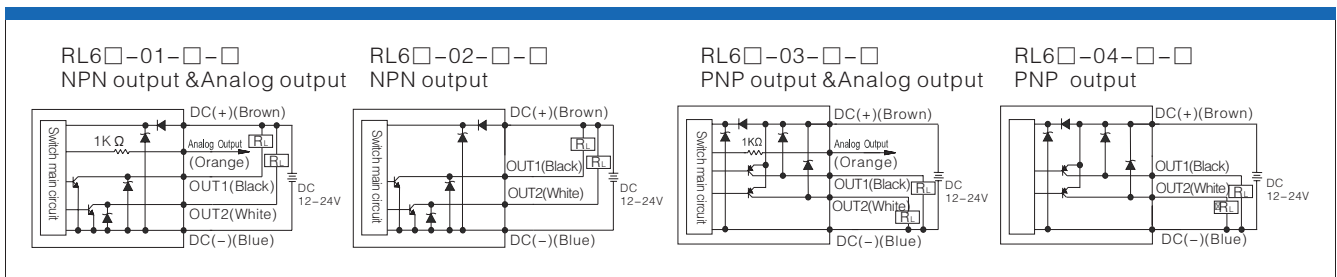 RL6□-01-□-□
NPN output &Analog output
DC(+)(Brown)
RL
1KΩ
Analog Output
(Orange)
RL
Switch main circuit
OUT1(Black)
DC
12-24V
OUT2(White)
DC(-)(Blue)
RL6□-02-□-□
NPN output
DC(+)(Brown)
RL
RL
Switch main circuit
OUT1(Black)
DC
12-24V
OUT2(White)
DC(-)(Blue)
RL6□-03-□-□
PNP output &Analog output
DC(+)(Brown)
1KΩ
Analog Output
(Orange)
Switch main circuit
OUT1(Black)
RL
DC
12-24V
OUT2(White)
RL
DC(-)(Blue)
RL6□-04-□-□
PNP output
DC(+)(Brown)
OUT1(Black)
OUT2(White)
RL
DC
12-24V
RL
DC(-)(Blue)